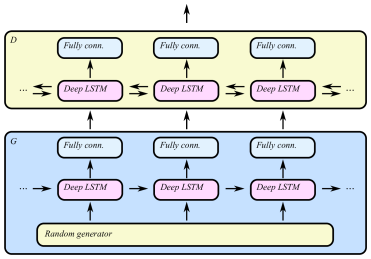 D
Fully conn. Fully conn. Fully conn.
... Deep LSTM Deep LSTM Deep LSTM ...
G
Fully conn. Fully conn. Fully conn.
... Deep LSTM Deep LSTM Deep LSTM ...
Random generator